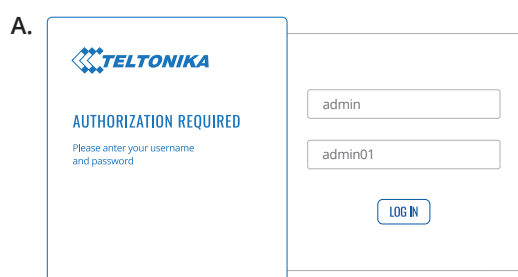 A.
TELTONIKA
AUTHORIZATION REQUIRED
Please anter your username
and password
admin
admin01
LOG IN